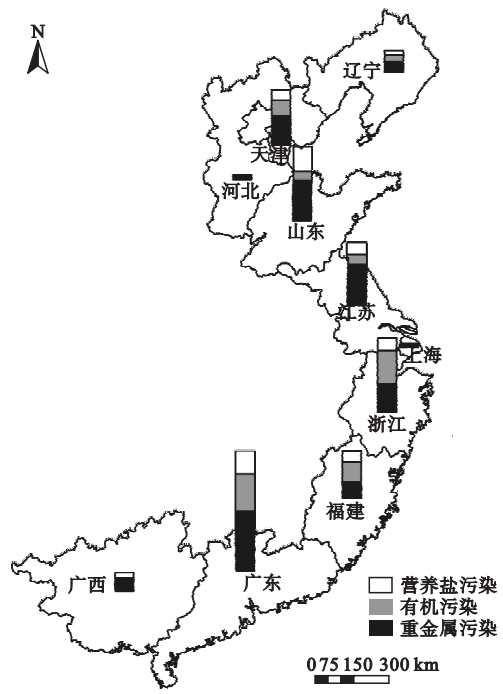 N
辽宁
天津
河北
山东
江苏
上海
浙江
福建
广西
广东
营养盐污染
有机污染
重金属污染
0 75 150 300 km